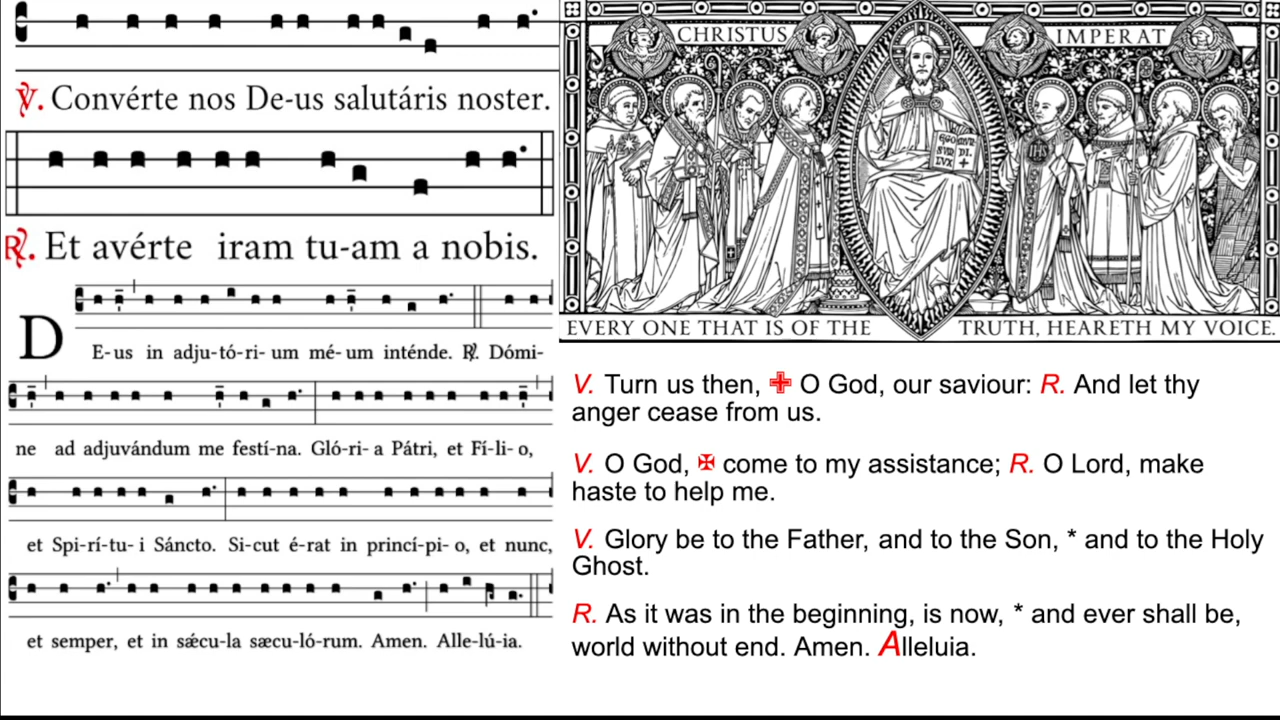 ℣. Convérte nos De-us salutáris noster.
℟. Et avérte iram tu-am a nobis.
DE-us in adju-tó-ri-um mé-um inténde. ℟. Dómi-
ne ad adjuvándum me festí-na. Gló-ri-a Pátri, et Fí-li-o,
et Spi-rí-tu-i Sáncto. Si-cut é-rat in princí-pi-o, et nunc,
et semper, et in sǽcu-la sæcu-ló-rum. Amen. Alle-lú-ia.
CHRISTUS IMPERAT
EGO SUM
LUX
IHS
EVERY ONE THAT IS OF THE TRUTH, HEARETH MY VOICE.
V. Turn us then, ✙ O God, our saviour: R. And let thy
anger cease from us.
V. O God, ✠ come to my assistance; R. O Lord, make
haste to help me.
V. Glory be to the Father, and to the Son, * and to the Holy
Ghost.
R. As it was in the beginning, is now, * and ever shall be,
world without end. Amen. Alleluia.